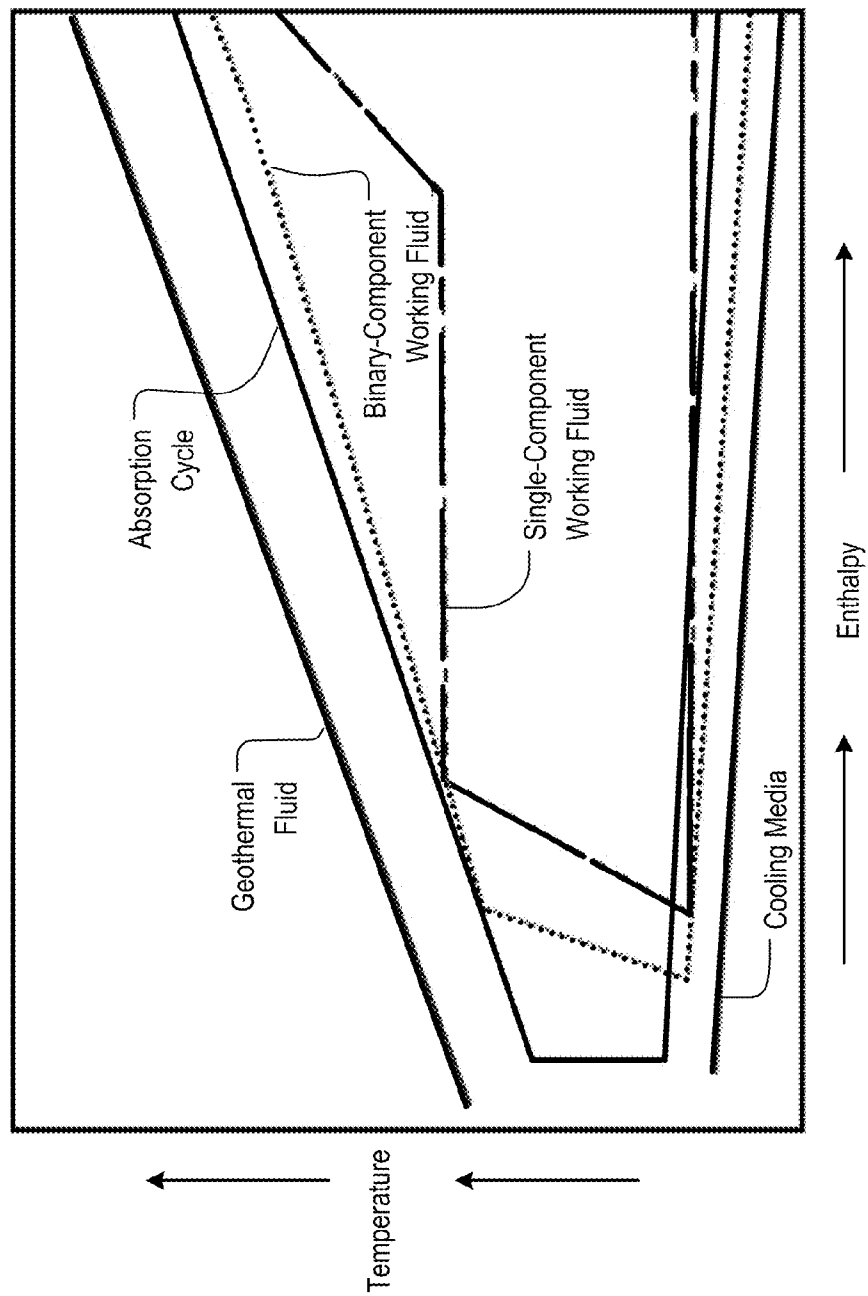 Geothermal
Fluid
Absorption
Cycle
Binary-Component
Working Fluid
Single-Component
Working Fluid
Cooling Media
Temperature
Enthalpy